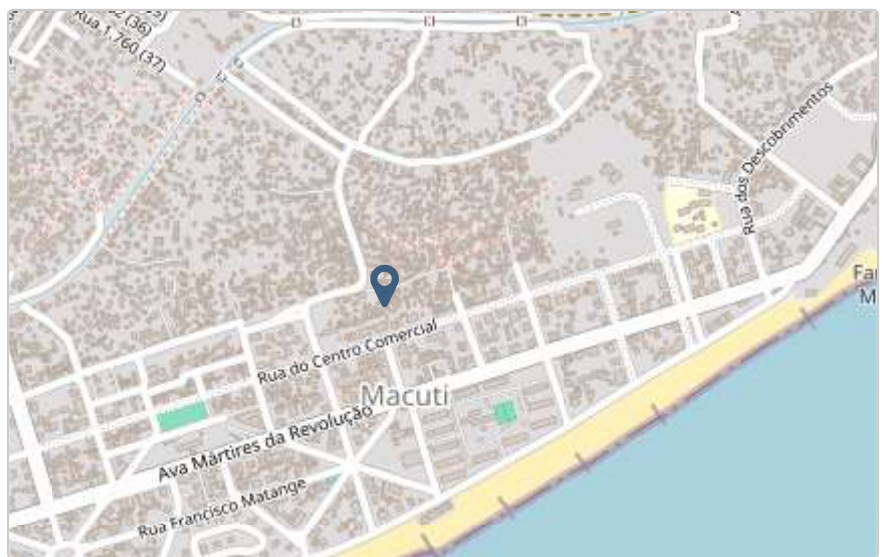 (36)
Rua 1.760 (37)
Rua dos Descobrimentos
Rua do Centro Comercial
Macuti
Ava Mártires da Revolução
Rua Francisco Matange